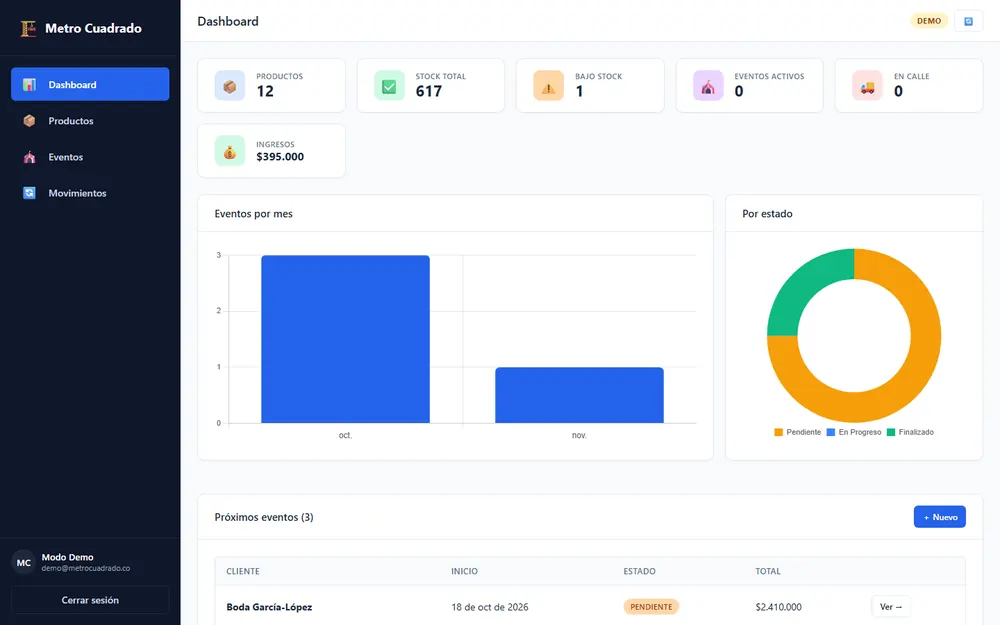 Metro Cuadrado
Dashboard
Productos
Eventos
Movimientos
MC
Modo Demo
demo@metrocuadrado.co
Cerrar sesión
Dashboard
DEMO
PRODUCTOS
12
STOCK TOTAL
617
BAJO STOCK
1
EVENTOS ACTIVOS
0
EN CALLE
0
INGRESOS
$395.000
Eventos por mes
3
2
1
0
oct.
nov.
Por estado
Pendiente En Progreso Finalizado
Próximos eventos (3)
+ Nuevo
CLIENTE INICIO ESTADO TOTAL
Boda García-López 18 de oct de 2026 PENDIENTE $2.410.000 Ver →